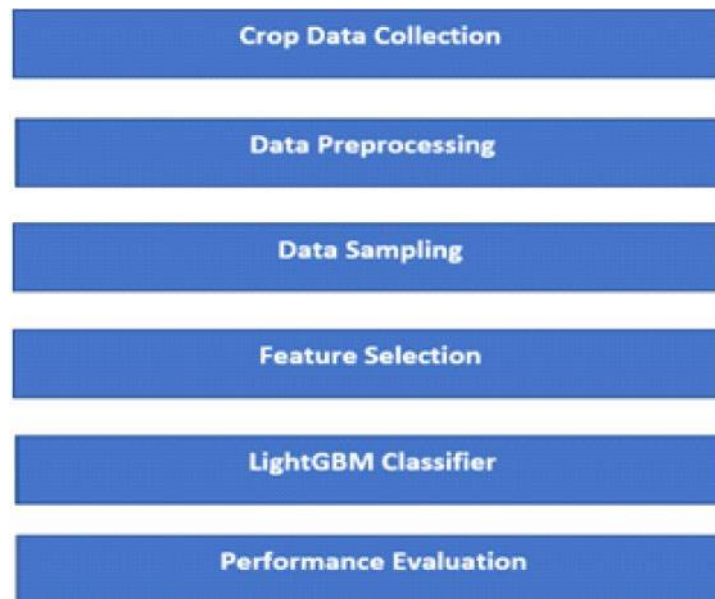 Crop Data Collection
Data Preprocessing
Data Sampling
Feature Selection
LightGBM Classifier
Performance Evaluation